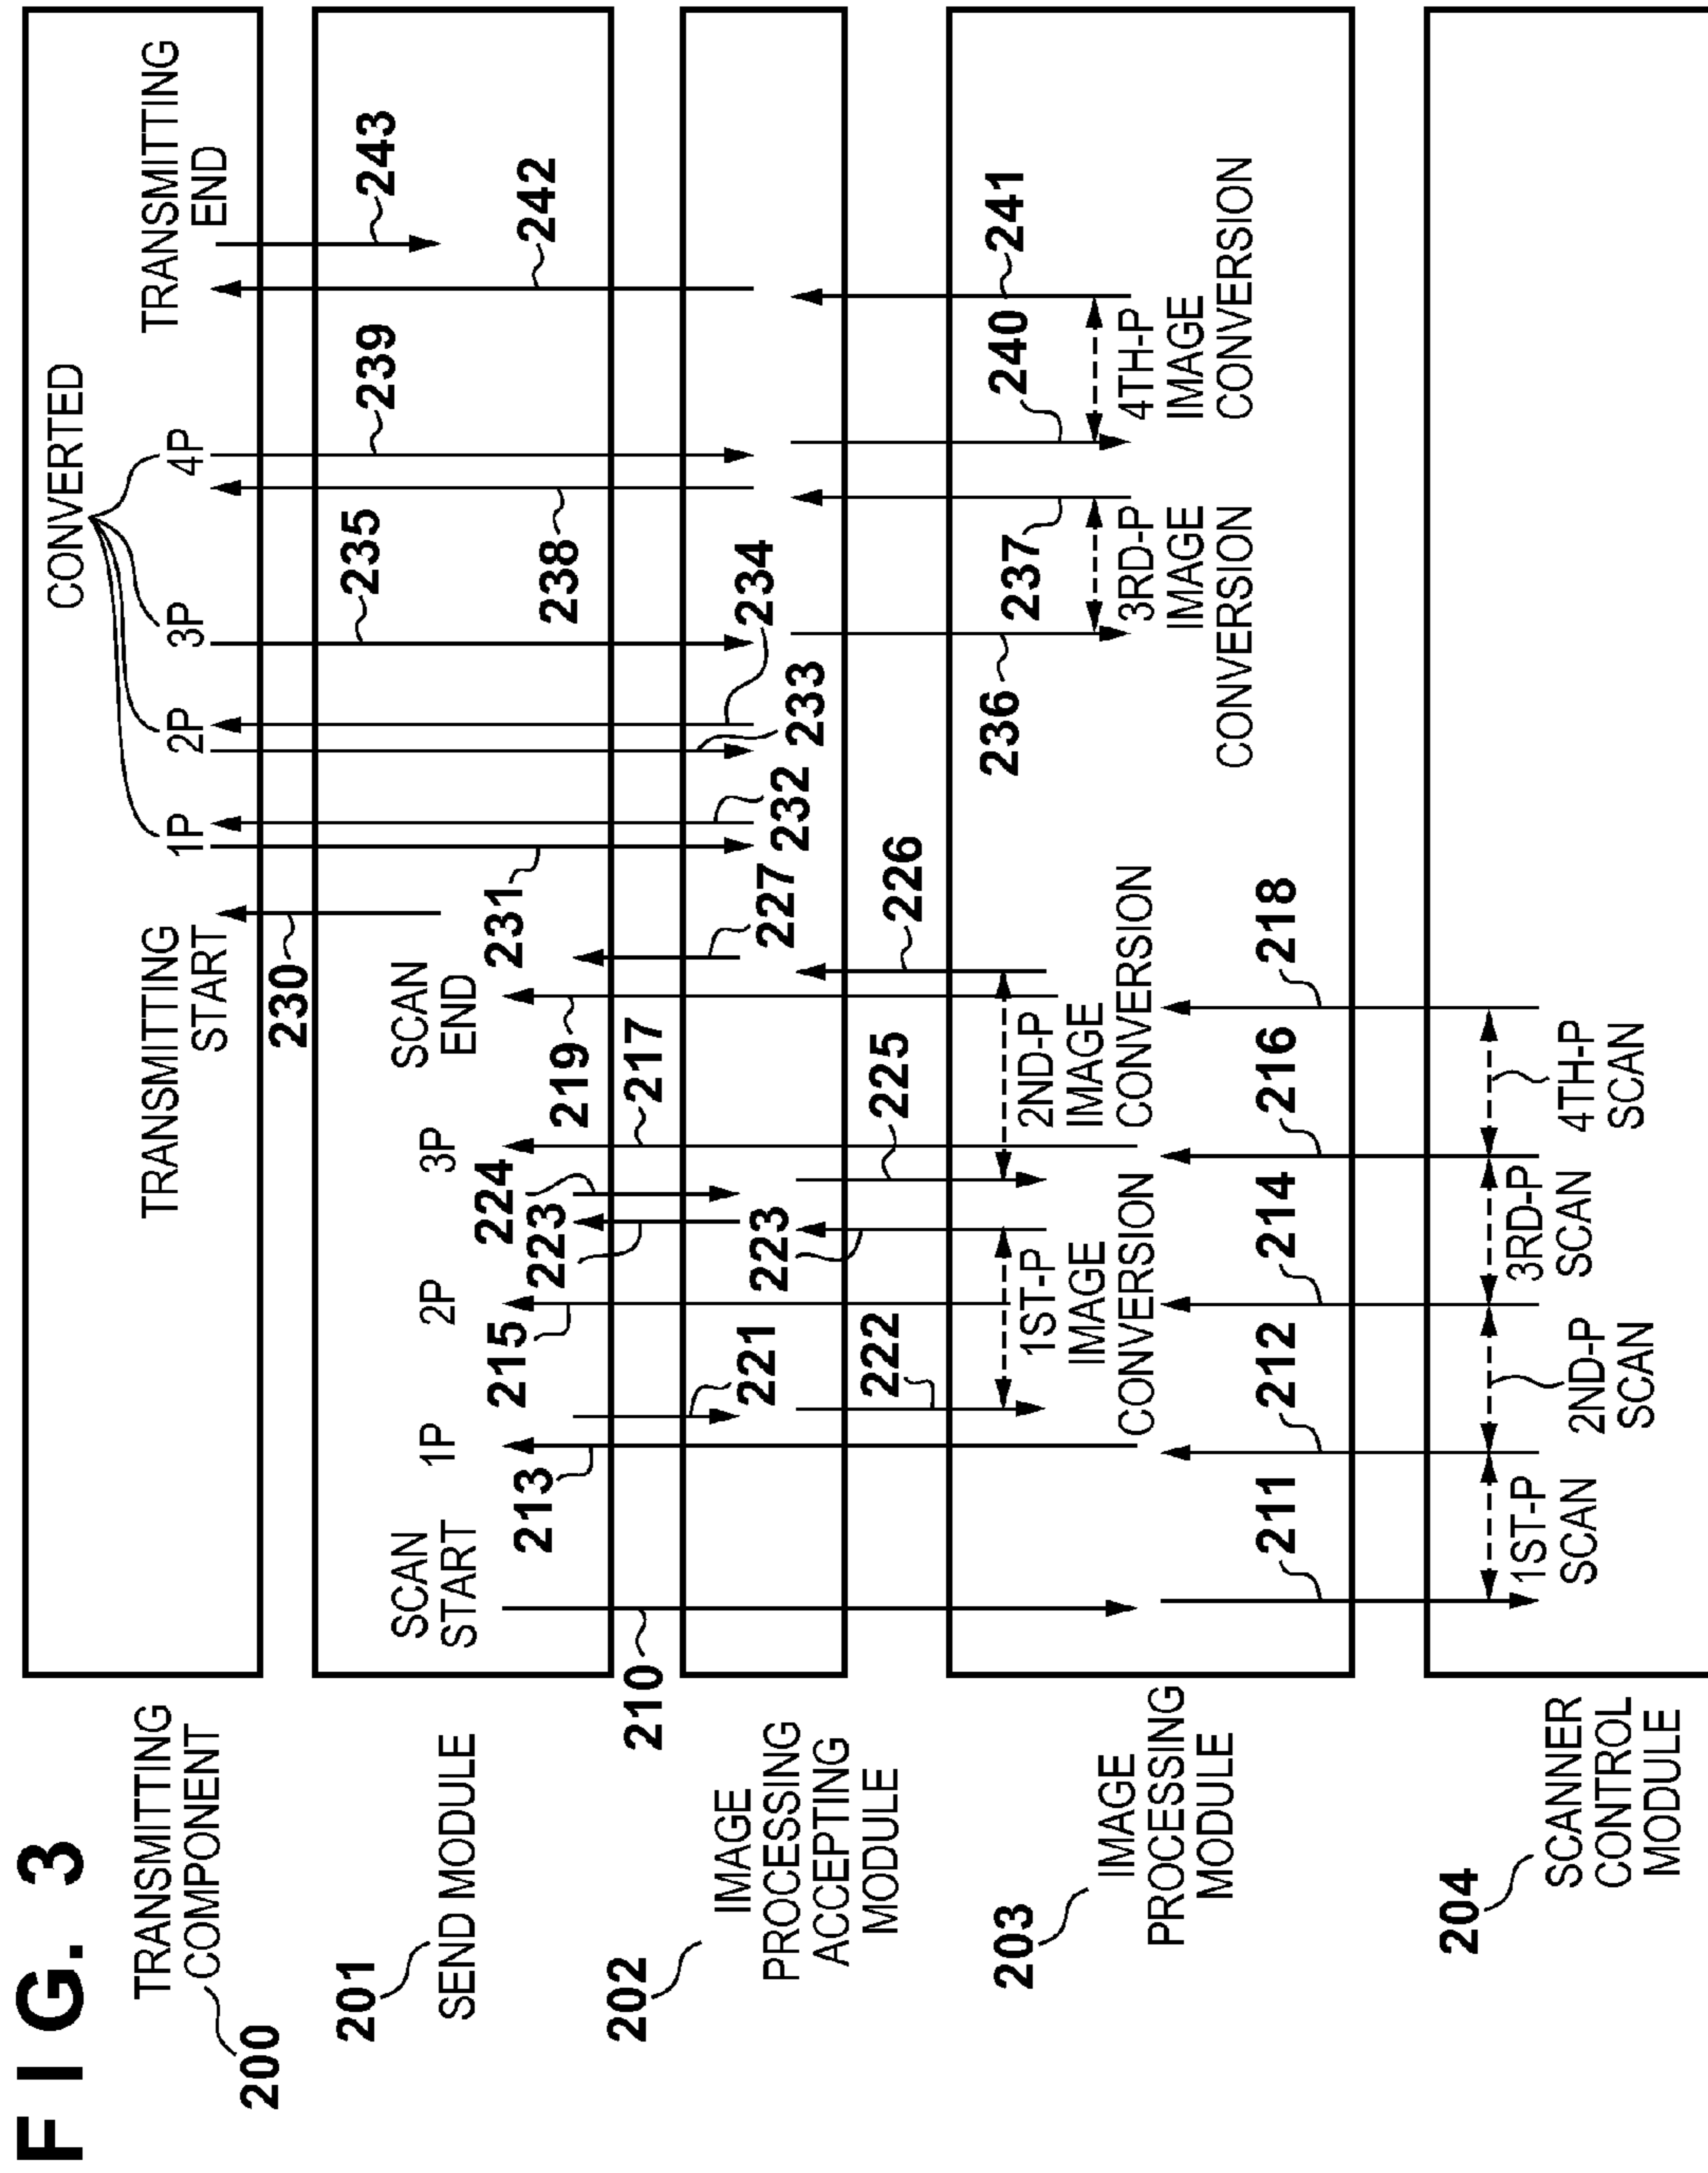 FIG. 3
TRANSMITTING
COMPONENT
200
TRANSMITTING
START
230
CONVERTED
1P
2P
3P
4P
TRANSMITTING
END
201
SEND MODULE
SCAN
START
210
213
1P
215
2P
223
224
3P
217
219
SCAN
END
231
235
238
239
242
243
202
IMAGE
PROCESSING
ACCEPTING
MODULE
221
223
227
232
233
234
203
IMAGE
PROCESSING
MODULE
222
225
226
1ST-P
IMAGE
CONVERSION
2ND-P
IMAGE
CONVERSION
236
237
3RD-P
IMAGE
CONVERSION
240
241
4TH-P
IMAGE
CONVERSION
211
212
214
216
218
204
SCANNER
CONTROL
MODULE
1ST-P
SCAN
2ND-P
SCAN
3RD-P
SCAN
4TH-P
SCAN